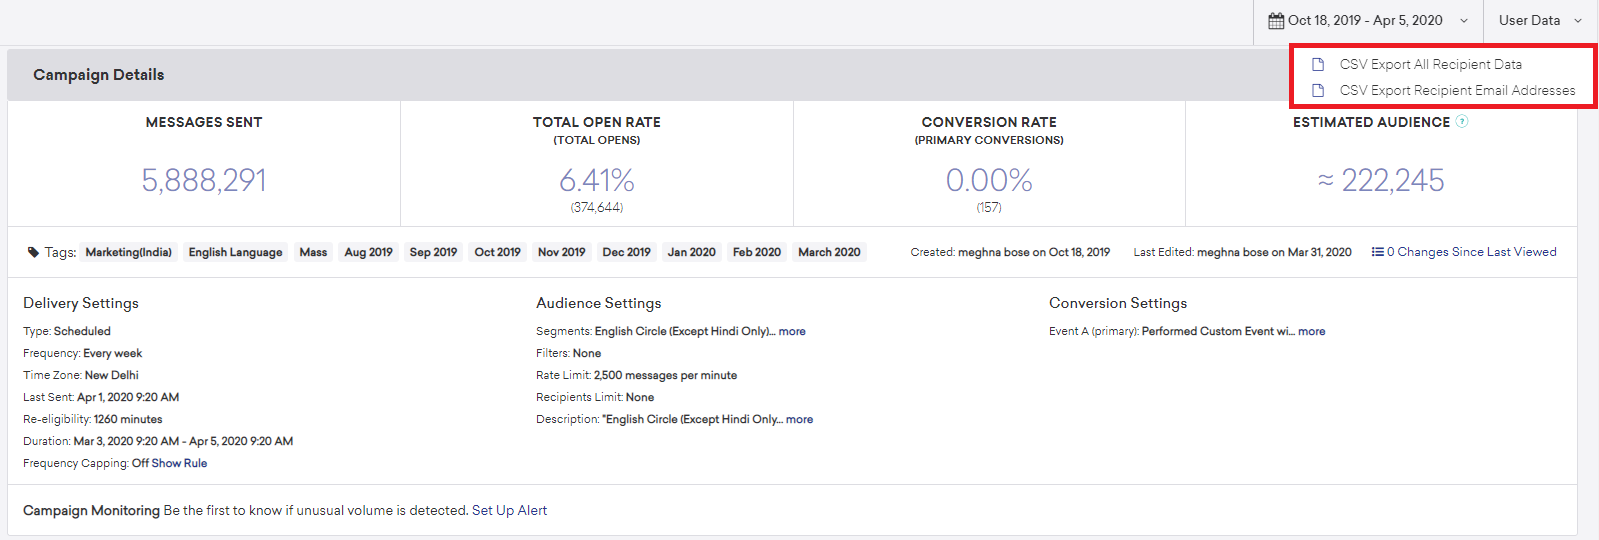 Oct 18, 2019 - Apr 5, 2020 User Data
Campaign Details
CSV Export All Recipient Data
CSV Export Recipient Email Addresses
MESSAGES SENT
5,888,291
TOTAL OPEN RATE
(TOTAL OPENS)
6.41%
(374,644)
CONVERSION RATE
(PRIMARY CONVERSIONS)
0.00%
(157)
ESTIMATED AUDIENCE ?
≈ 222,245
Tags: Marketing(India) English Language Mass Aug 2019 Sep 2019 Oct 2019 Nov 2019 Dec 2019 Jan 2020 Feb 2020 March 2020 Created: meghna bose on Oct 18, 2019 Last Edited: meghna bose on Mar 31, 2020 0 Changes Since Last Viewed
Delivery Settings
Type: Scheduled
Frequency: Every week
Time Zone: New Delhi
Last Sent: Apr 1, 2020 9:20 AM
Re-eligibility: 1260 minutes
Duration: Mar 3, 2020 9:20 AM - Apr 5, 2020 9:20 AM
Frequency Capping: Off Show Rule
Audience Settings
Segments: English Circle (Except Hindi Only)... more
Filters: None
Rate Limit: 2,500 messages per minute
Recipients Limit: None
Description: "English Circle (Except Hindi Only... more
Conversion Settings
Event A (primary): Performed Custom Event wi... more
Campaign Monitoring Be the first to know if unusual volume is detected. Set Up Alert